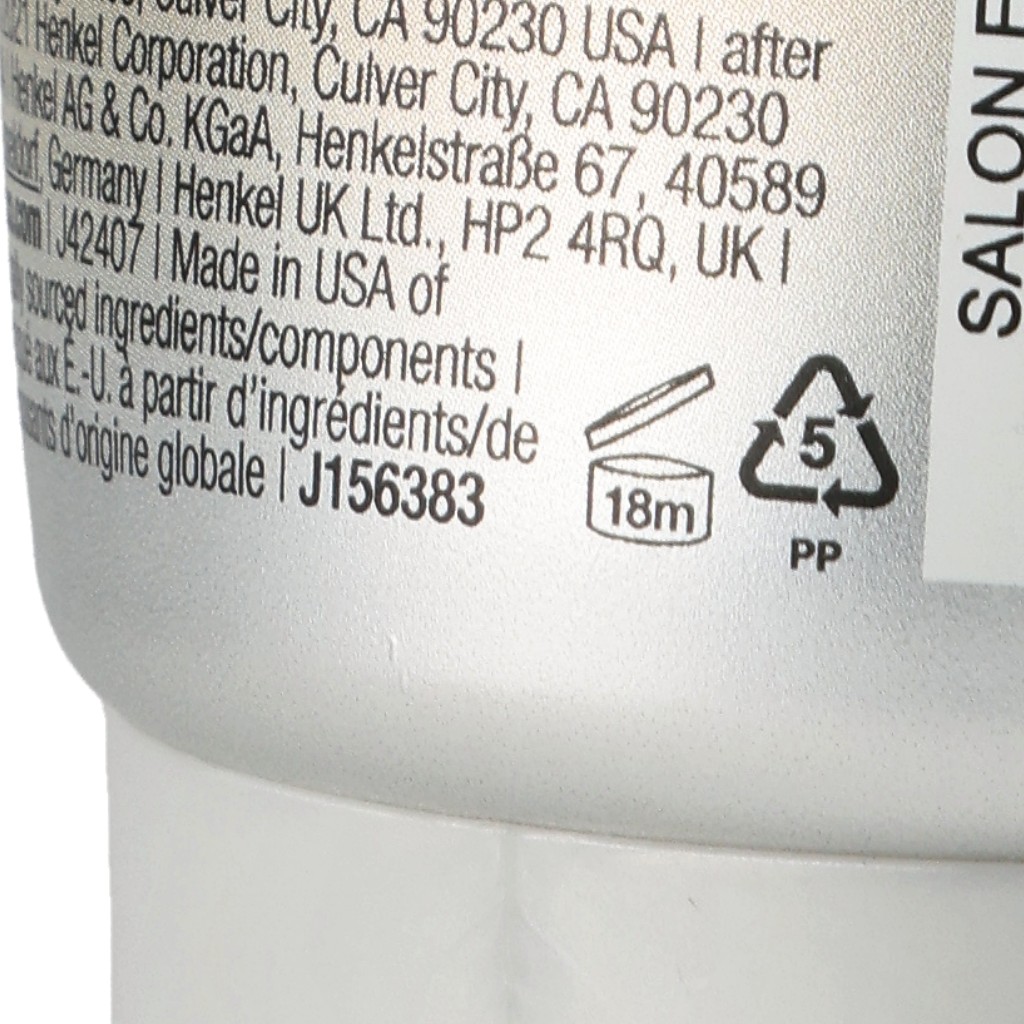 City, CA 90230 USA | after
Henkel Corporation, Culver City, CA 90230
Henkel AG & Co. KGaA, Henkelstraße 67, 40589
Germany | Henkel UK Ltd., HP2 4RQ, UK |
.com | J42407 | Made in USA of
sourced ingredients/components |
aux É.-U. à partir d'ingrédients/de
d'origine globale | J156383
18m
5
PP
SALON